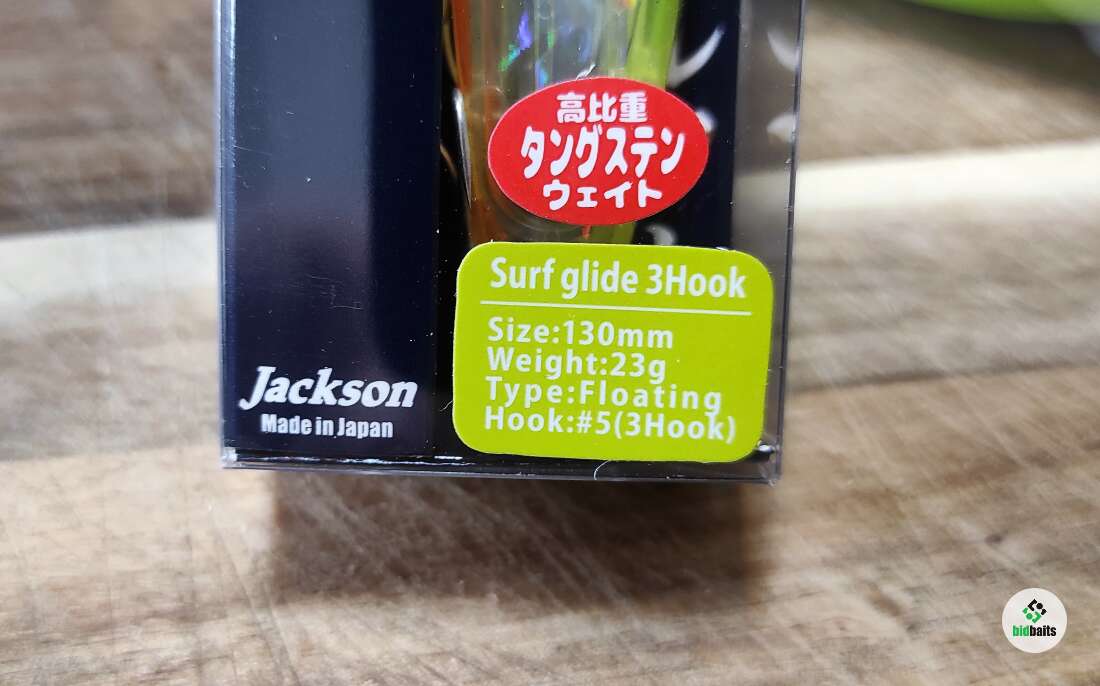 高比重
タングステン
ウェイト
Surf glide 3Hook
Size:130mm
Weight:23g
Type:Floating
Hook:#5(3Hook)
Jackson
Made in Japan
bidbaits